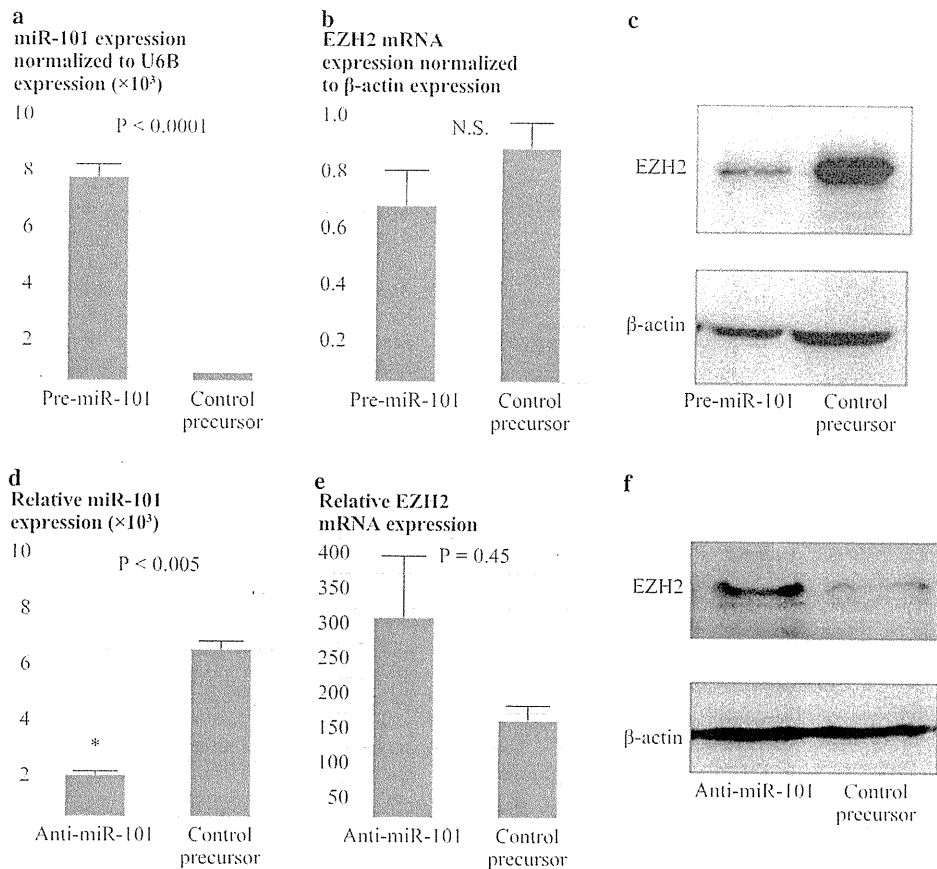 a
miR-101 expression
normalized to U6B
expression (×10³)
10
8
6
4
2
P < 0.0001
Pre-miR-101
Control
precursor
b
EZH2 mRNA
expression normalized
to β-actin expression
1.0
0.8
0.6
0.4
0.2
N.S.
Pre-miR-101
Control
precursor
c
EZH2
β-actin
Pre-miR-101
Control
precursor
d
Relative miR-101
expression (×10³)
10
8
6
4
2
P < 0.005
*
Anti-miR-101
Control
precursor
e
Relative EZH2
mRNA expression
400
350
300
250
200
150
100
50
P = 0.45
Anti-miR-101
Control
precursor
f
EZH2
β-actin
Anti-miR-101
Control
precursor